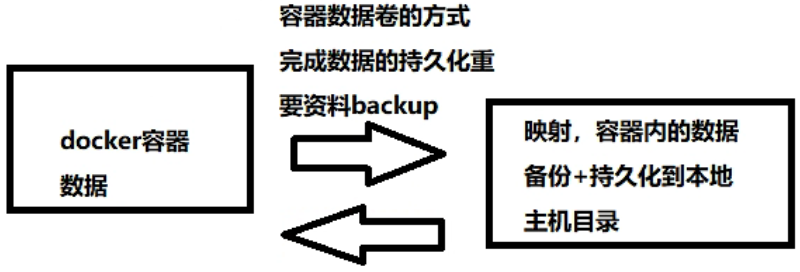 容器数据卷的方式
完成数据的持久化重
要资料backup
docker容器
数据
映射，容器内的数据
备份+持久化到本地
主机目录